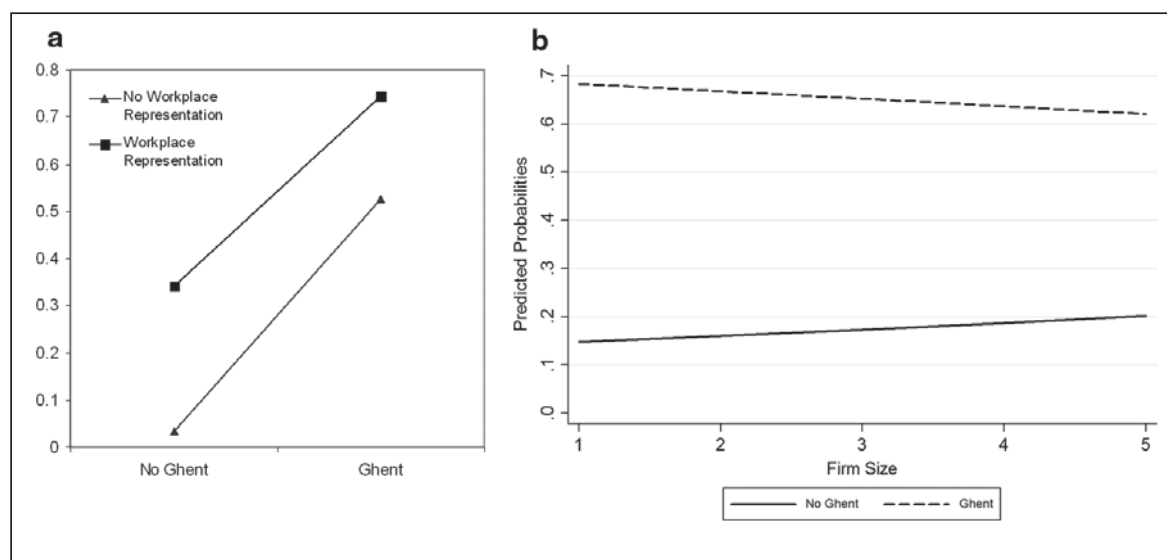 a
0.8
0.7
0.6
0.5
0.4
0.3
0.2
0.1
0
No Workplace
Representation
Workplace
Representation
No Ghent
Ghent
b
Predicted Probabilities
.7
.6
.5
.4
.3
.2
.1
.0
1
2
3
4
5
Firm Size
No Ghent
Ghent